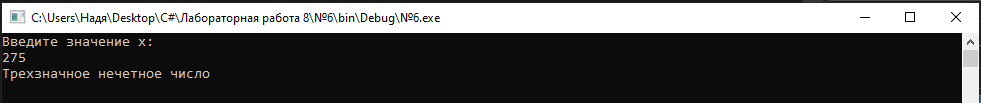 C:\Users\Надя\Desktop\C#\Лабораторная работа 8\№6\bin\Debug\№6.exe
Введите значение x:
275
Трехзначное нечетное число